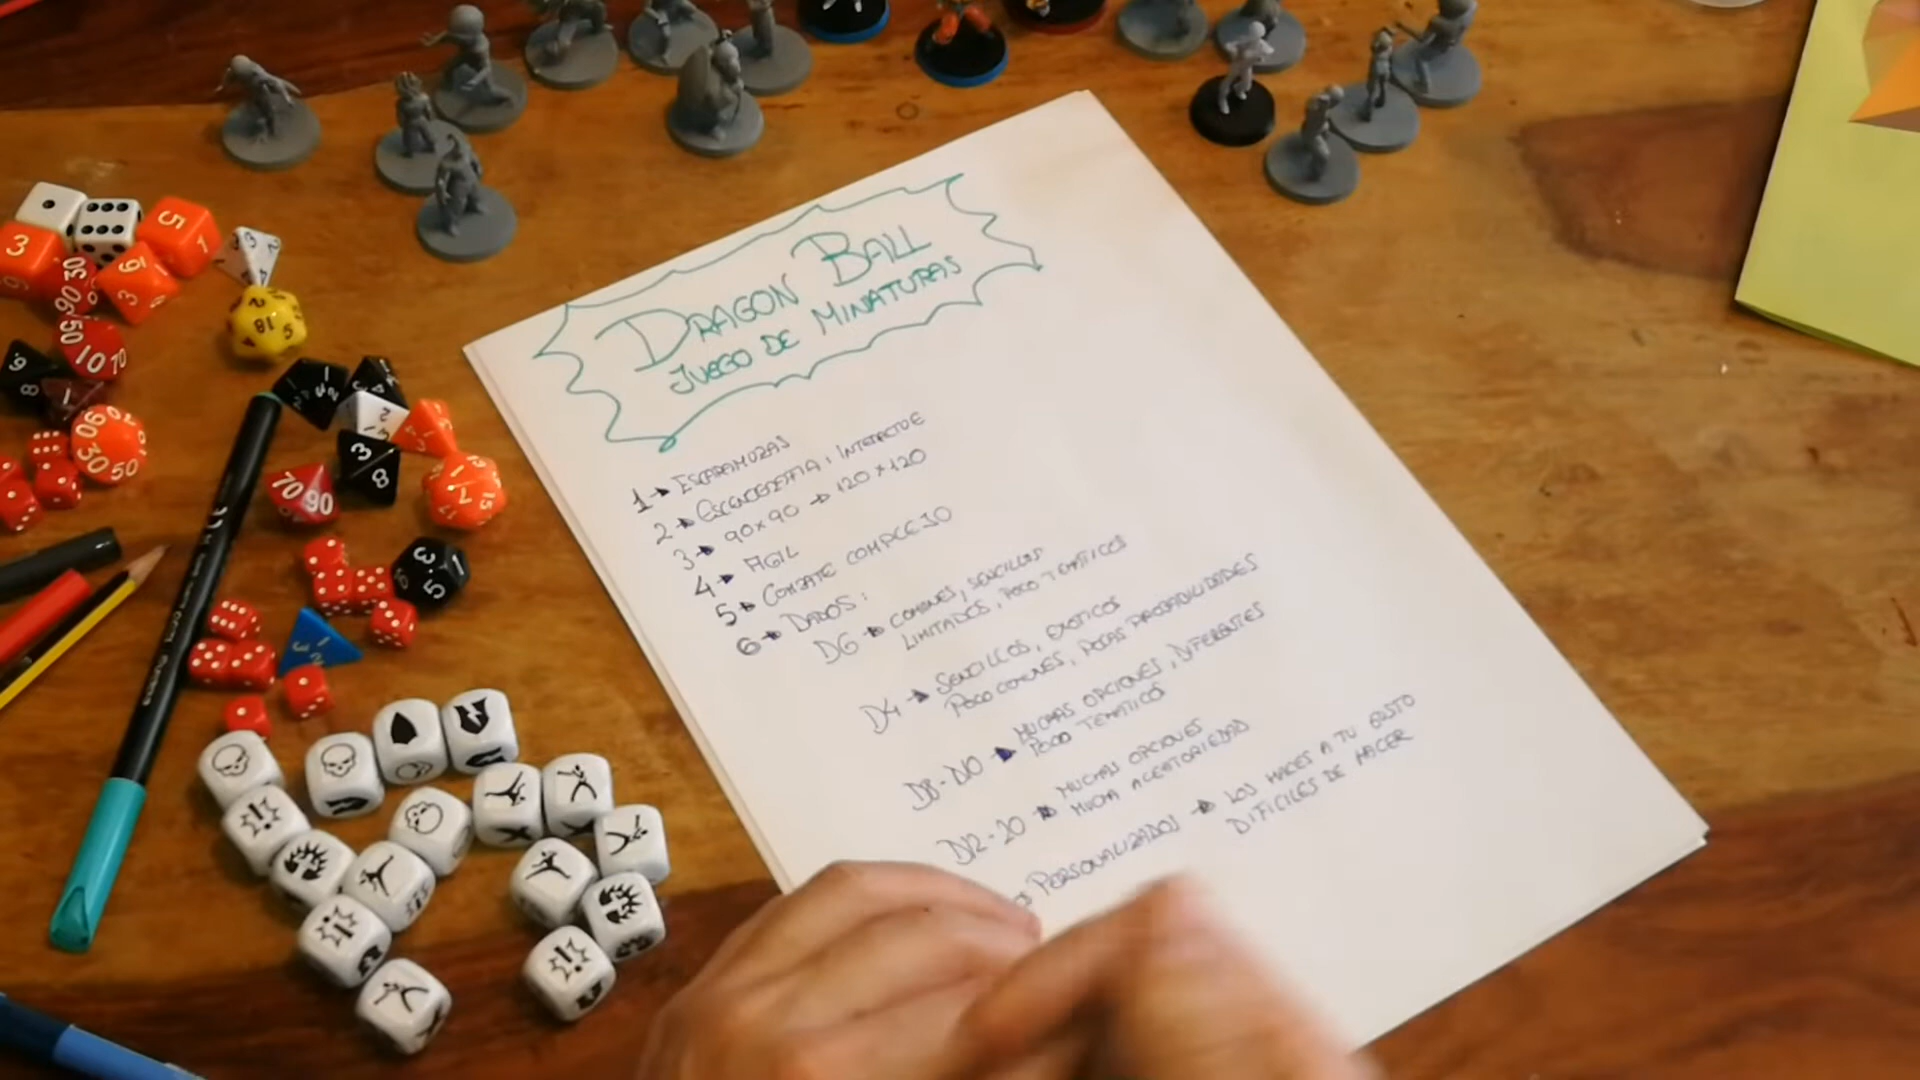 DRAGON BALL
JUEGO DE MINATURAS
1→ ESCARAMUZAS
2→ ESCENOGRAFIA: INTERACTUE
3→ 90x90 → 120x120
4→ AGIL
5→ COMBATE COMPLEJO
6→ DADOS:
D6 → COMUNES, SENCILLOS
LIMITADOS, POCO TEMATICOS
D4 → SENCILLOS, EXOTICOS
POCO COMUNES, POCAS PROBABILIDADES
D8-D10 → MUCHAS OPCIONES, DIFERENTES
POCO TEMATICOS
D12-20 → MUCHAS OPCIONES
MUCHA ALEATORIEDAD
PERSONALIZADOS → LOS HACES A TU GUSTO
DIFICILES DE HACER